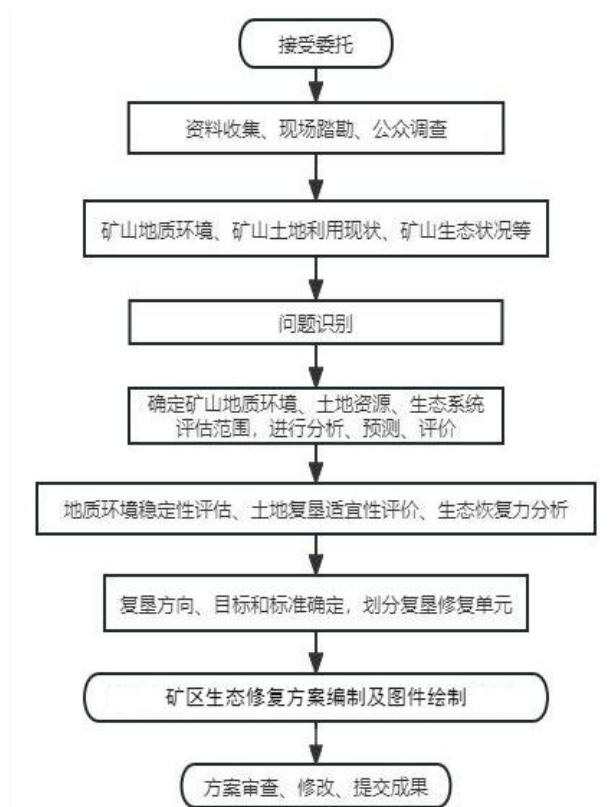 接受委托
资料收集、现场踏勘、公众调查
矿山地质环境、矿山土地利用现状、矿山生态状况等
问题识别
确定矿山地质环境、土地资源、生态系统
评估范围，进行分析、预测、评价
地质环境稳定性评估、土地复垦适宜性评价、生态恢复力分析
复垦方向、目标和标准确定，划分复垦修复单元
矿区生态修复方案编制及图件绘制
方案审查、修改、提交成果